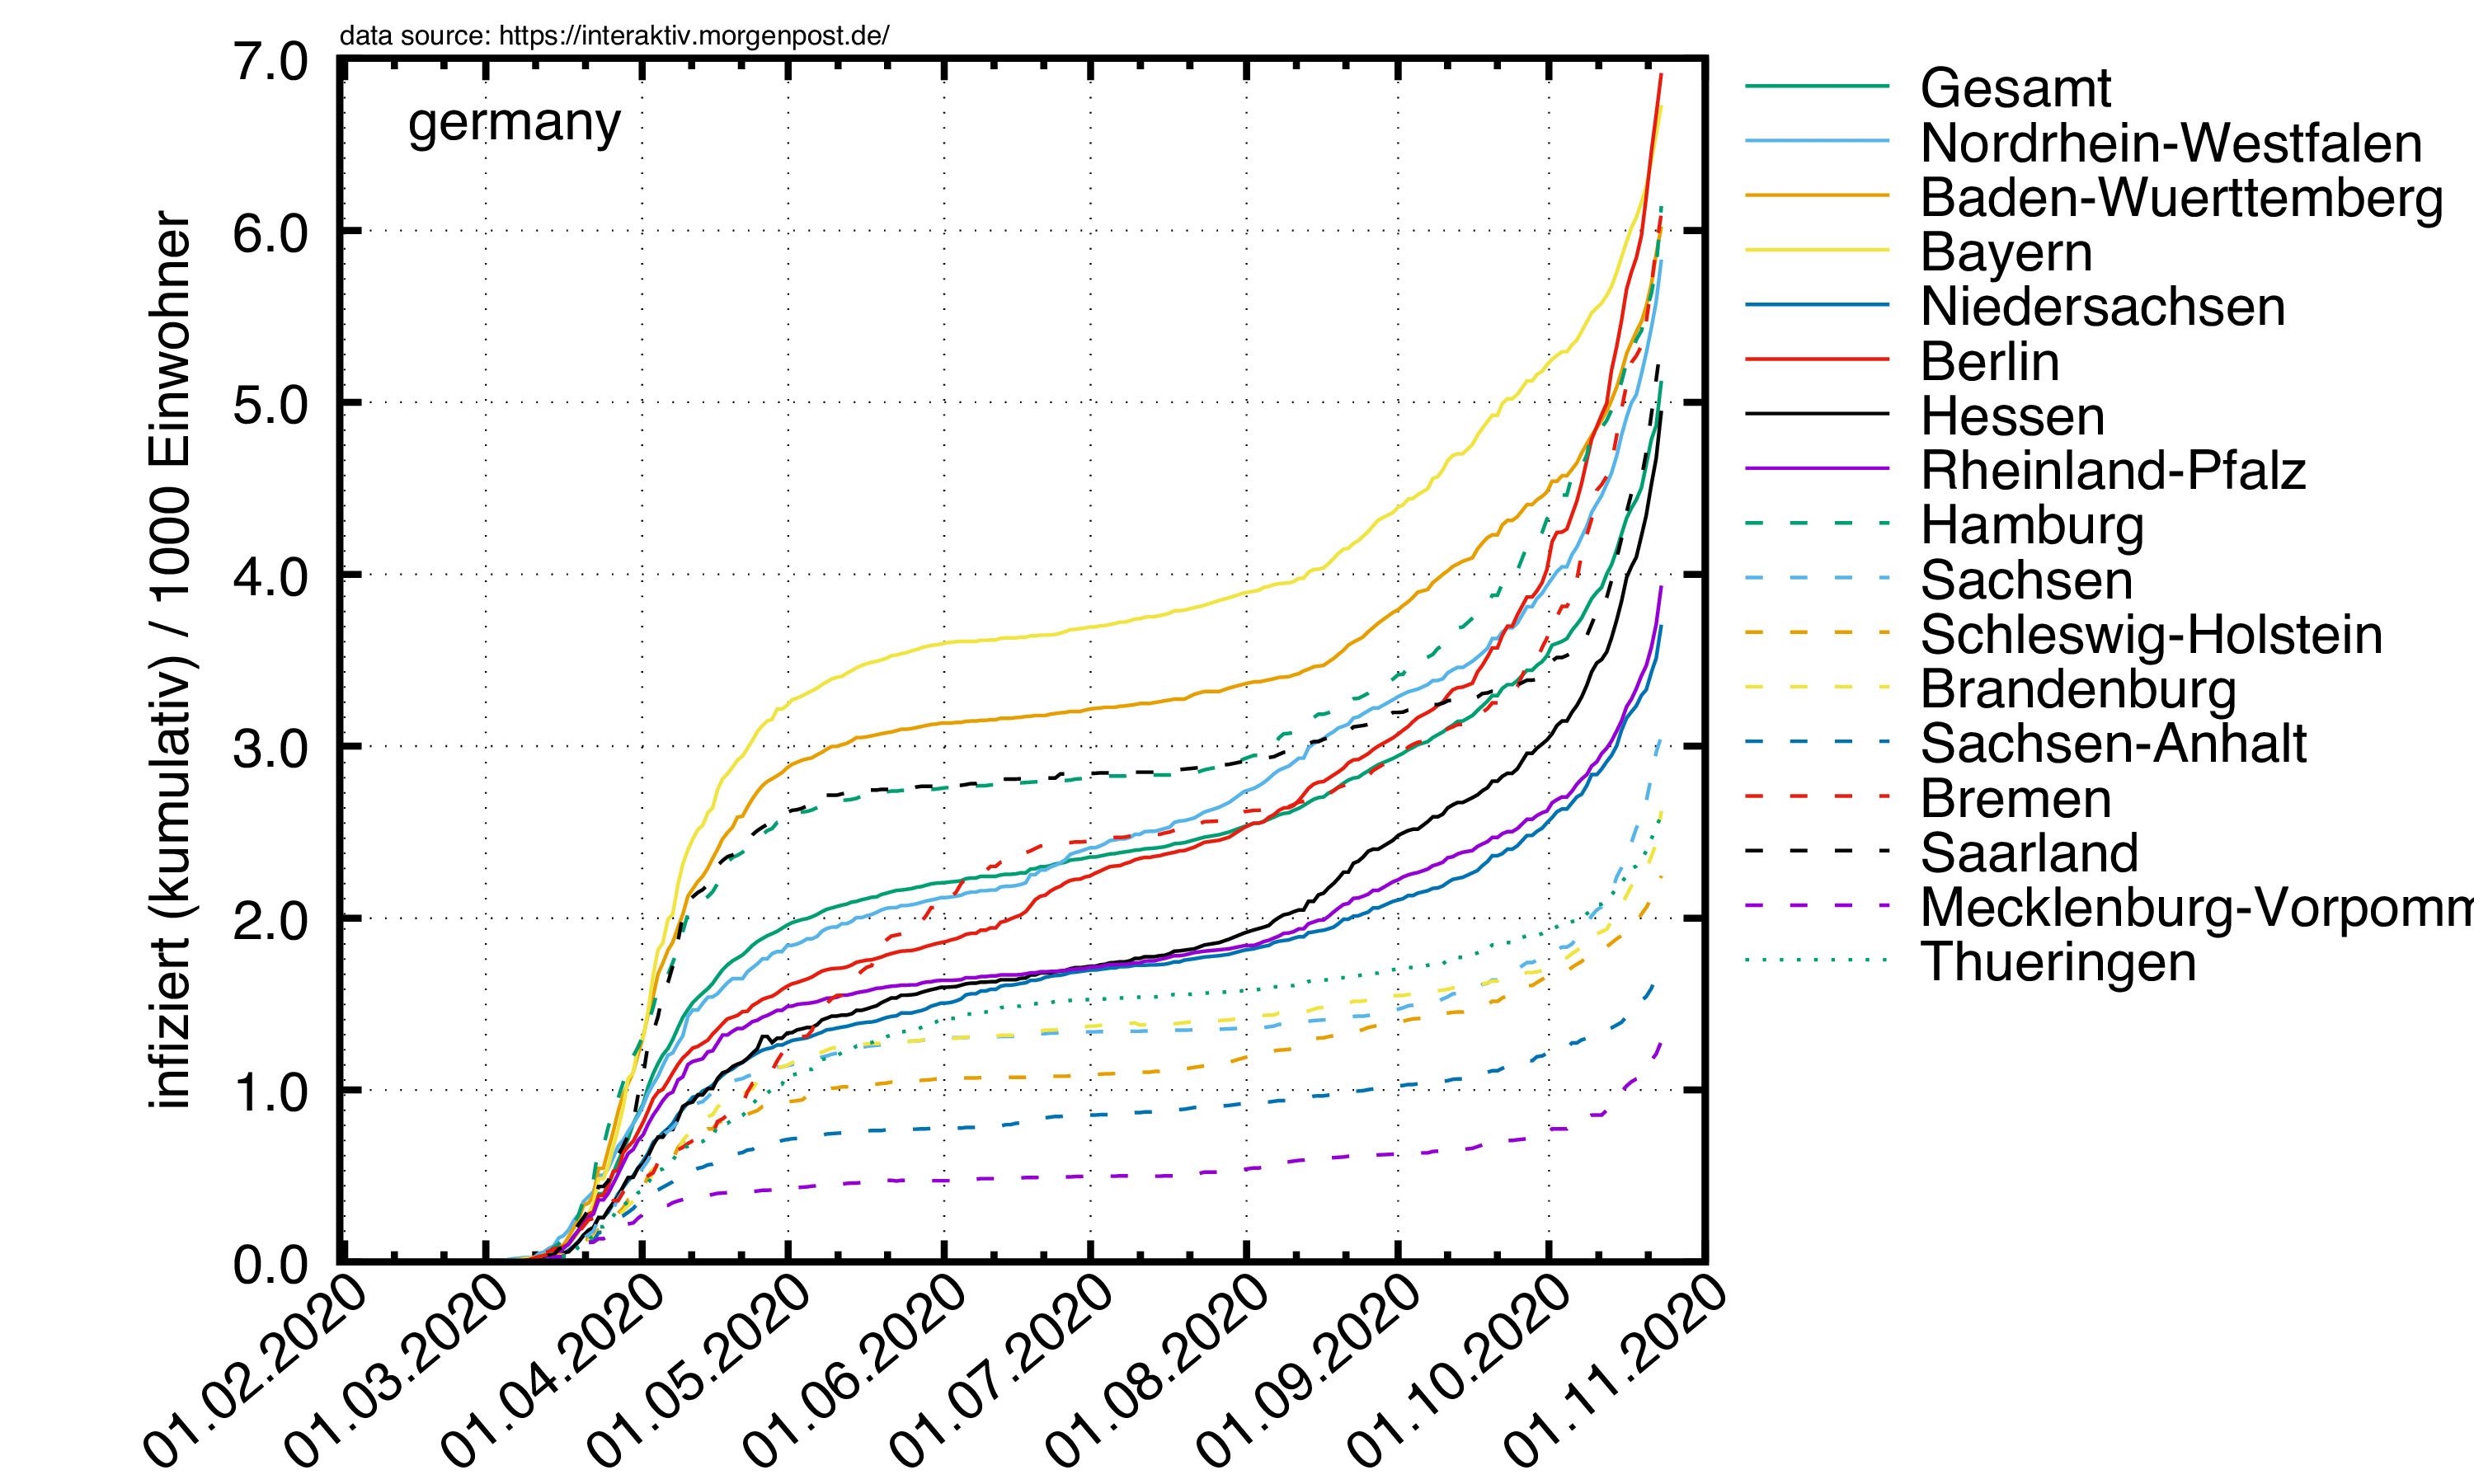 data source: https://interaktiv.morgenpost.de/
germany
infiziert (kumulativ) / 1000 Einwohner
7.0
6.0
5.0
4.0
3.0
2.0
1.0
0.0
01.02.2020
01.03.2020
01.04.2020
01.05.2020
01.06.2020
01.07.2020
01.08.2020
01.09.2020
01.10.2020
01.11.2020
Gesamt
Nordrhein-Westfalen
Baden-Wuerttemberg
Bayern
Niedersachsen
Berlin
Hessen
Rheinland-Pfalz
Hamburg
Sachsen
Schleswig-Holstein
Brandenburg
Sachsen-Anhalt
Bremen
Saarland
Mecklenburg-Vorpomm
Thueringen